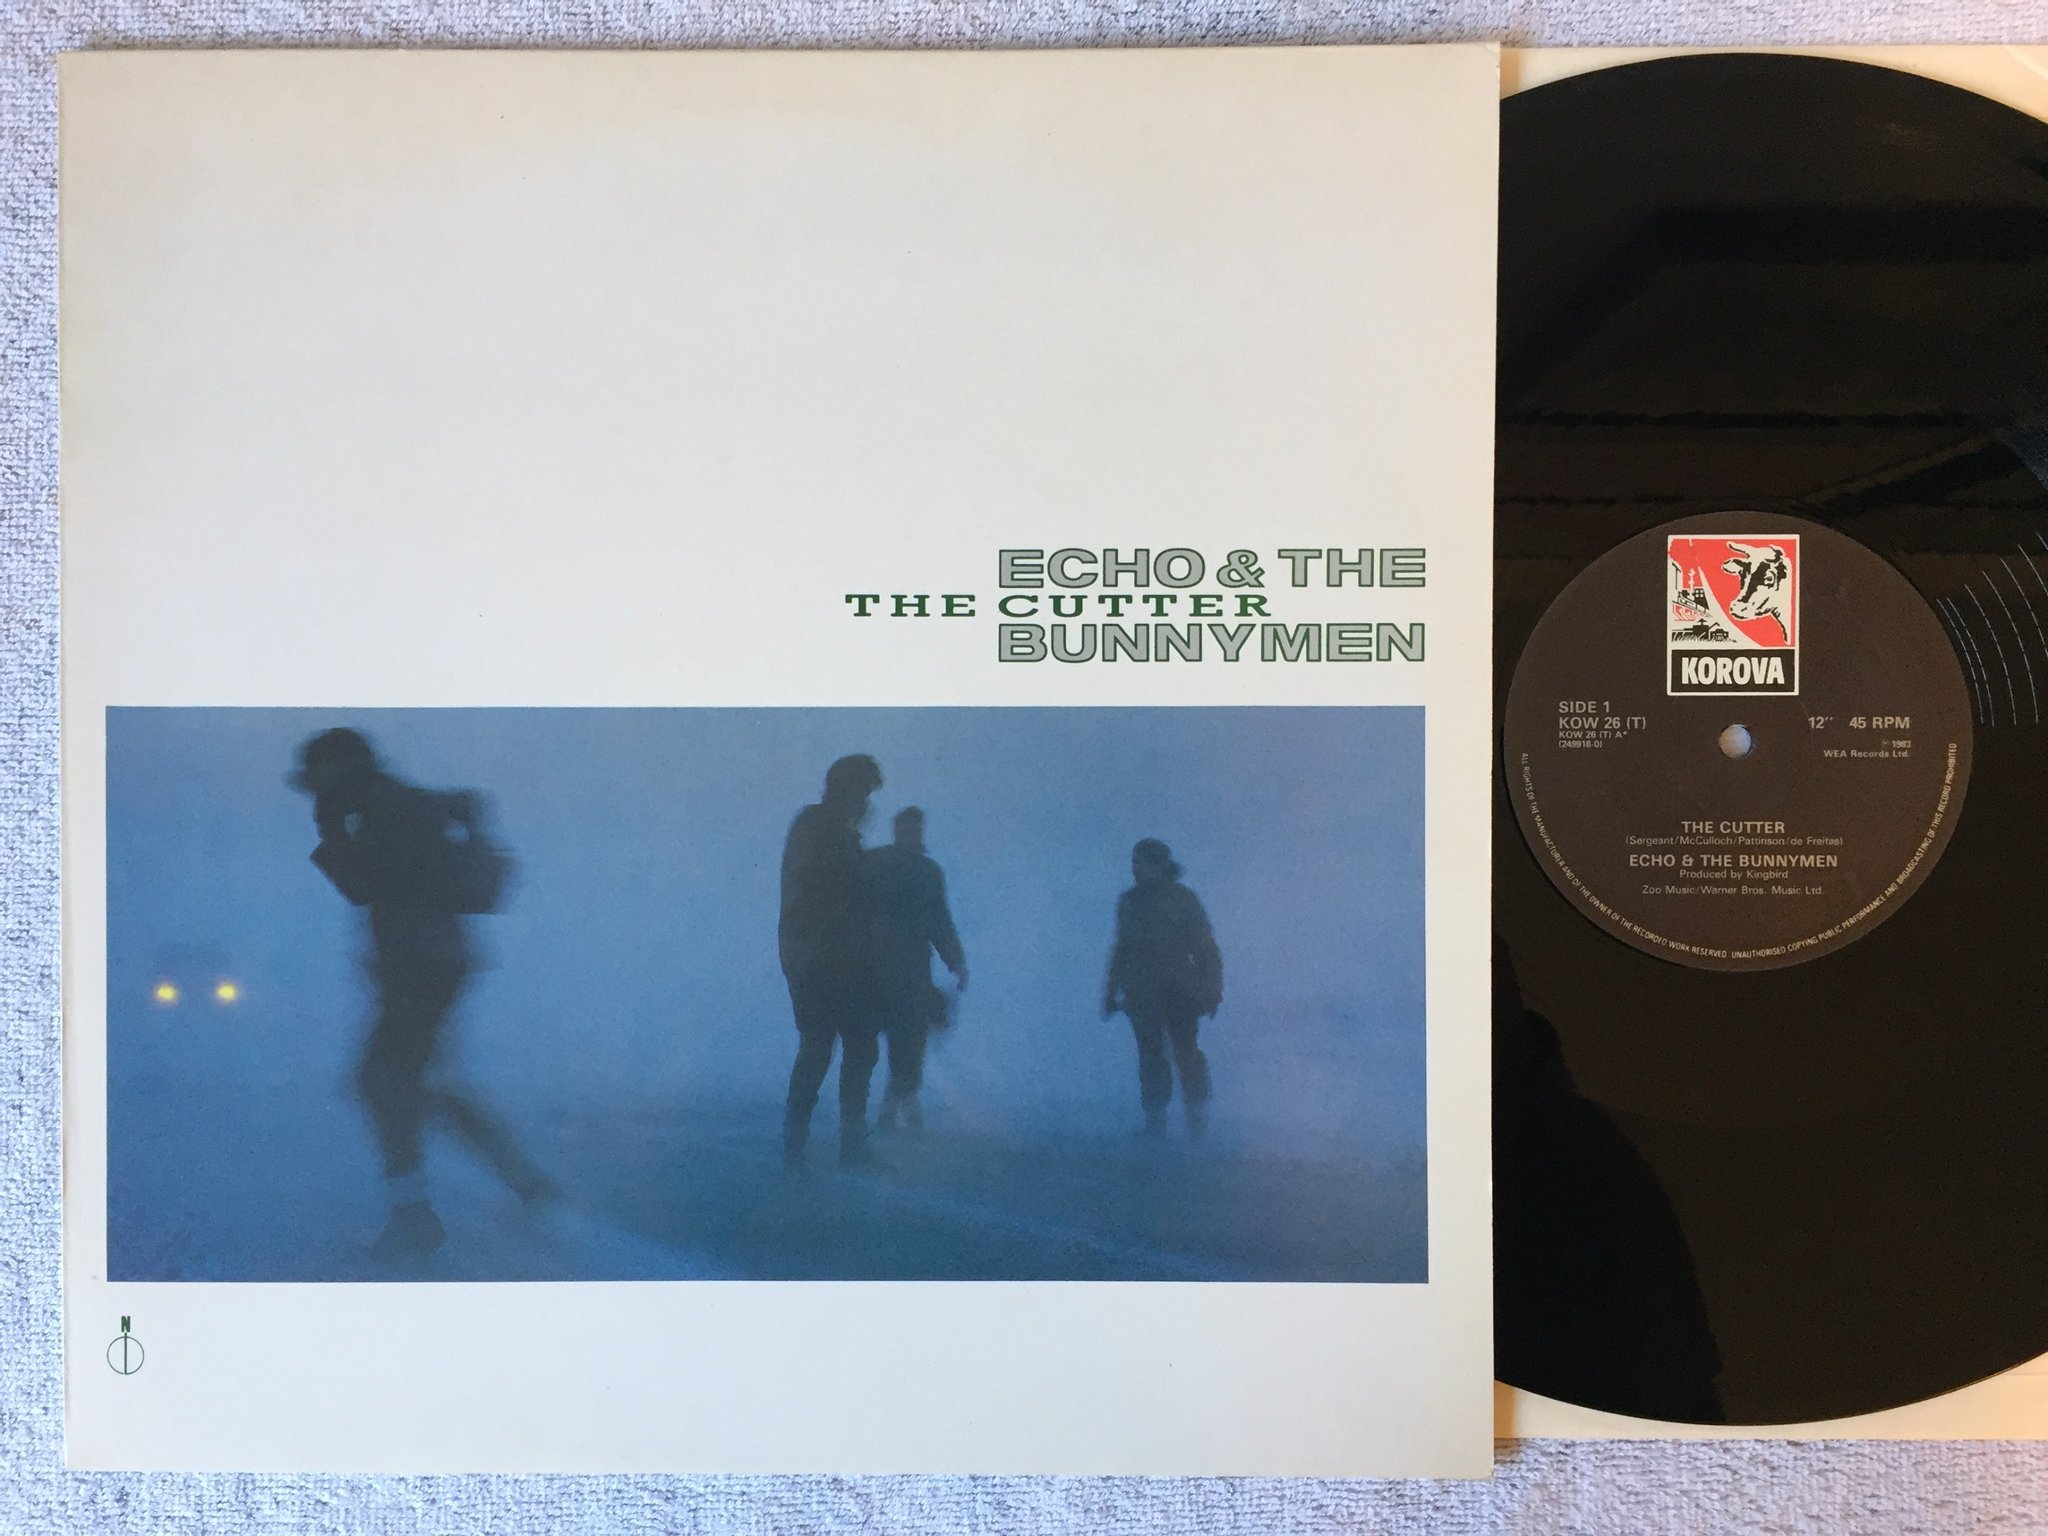 ECHO & THE
THE CUTTER
BUNNYMEN
N
KOROVA
SIDE 1
KOW 26 (T)
KOW 26 (T) A*
(249918-0)
12" 45 RPM
℗ 1983
WEA Records Ltd.
THE CUTTER
(Sergeant/McCulloch/Pattinson/de Freitas)
ECHO & THE BUNNYMEN
Produced by Kingbird
Zoo Music/Warner Bros. Music Ltd.
ALL RIGHTS OF THE MANUFACTURER AND OF THE OWNER OF THE RECORDED WORK RESERVED UNAUTHORISED COPYING PUBLIC PERFORMANCE AND BROADCASTING OF THIS RECORD PROHIBITED